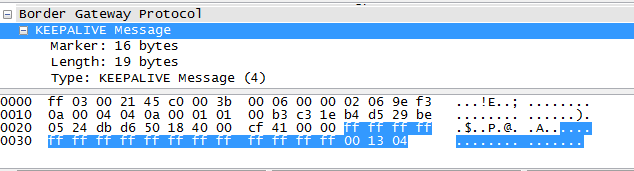 Border Gateway Protocol
KEEPALIVE Message
Marker: 16 bytes
Length: 19 bytes
Type: KEEPALIVE Message (4)
0000 ff 03 00 21 45 c0 00 3b 00 06 00 00 02 06 9e f3 ...!E..; ........
0010 0a 00 04 04 0a 00 01 01 00 b3 c3 1e b4 d5 29 be ........ ......).
0020 05 24 db d6 50 18 40 00 cf 41 00 00 ff ff ff ff .$..P.@. .A......
0030 ff ff ff ff ff ff ff ff ff ff ff ff 00 13 04 ........ .......